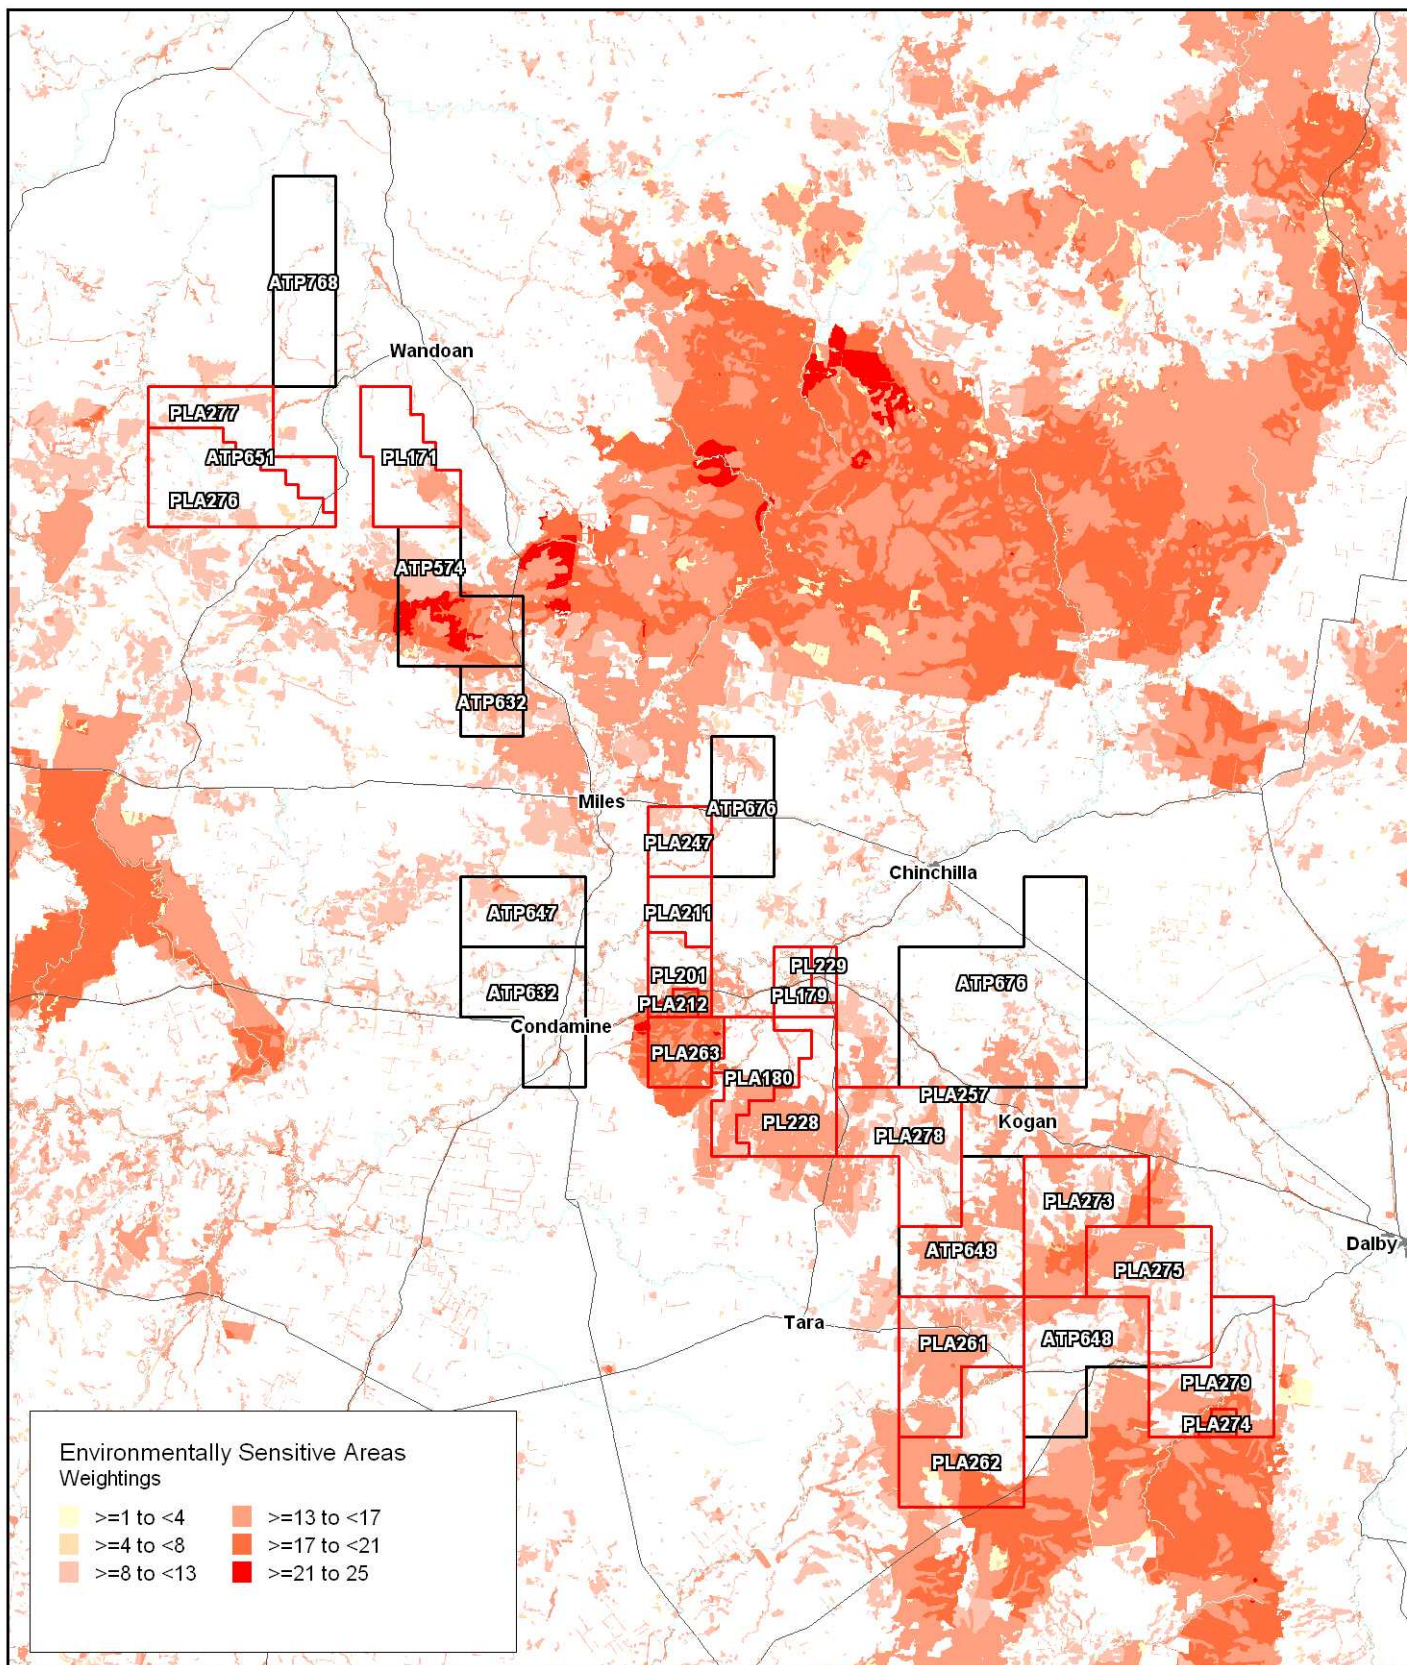 ATP768
Wandoan
PLA277
ATP651
PL171
PLA276
ATP574
ATP632
Miles
ATP676
PLA247
Chinchilla
ATP647
PLA211
PL229
PL201
ATP676
ATP632
PL179
PLA212
Condamine
PLA263
PLA180
PLA257
PL228
Kogan
PLA278
PLA273
Dalby
ATP648
PLA275
Tara
PLA261
ATP648
PLA279
PLA274
PLA262
Environmentally Sensitive Areas
Weightings
>=1 to <4
>=13 to <17
>=4 to <8
>=17 to <21
>=8 to <13
>=21 to 25